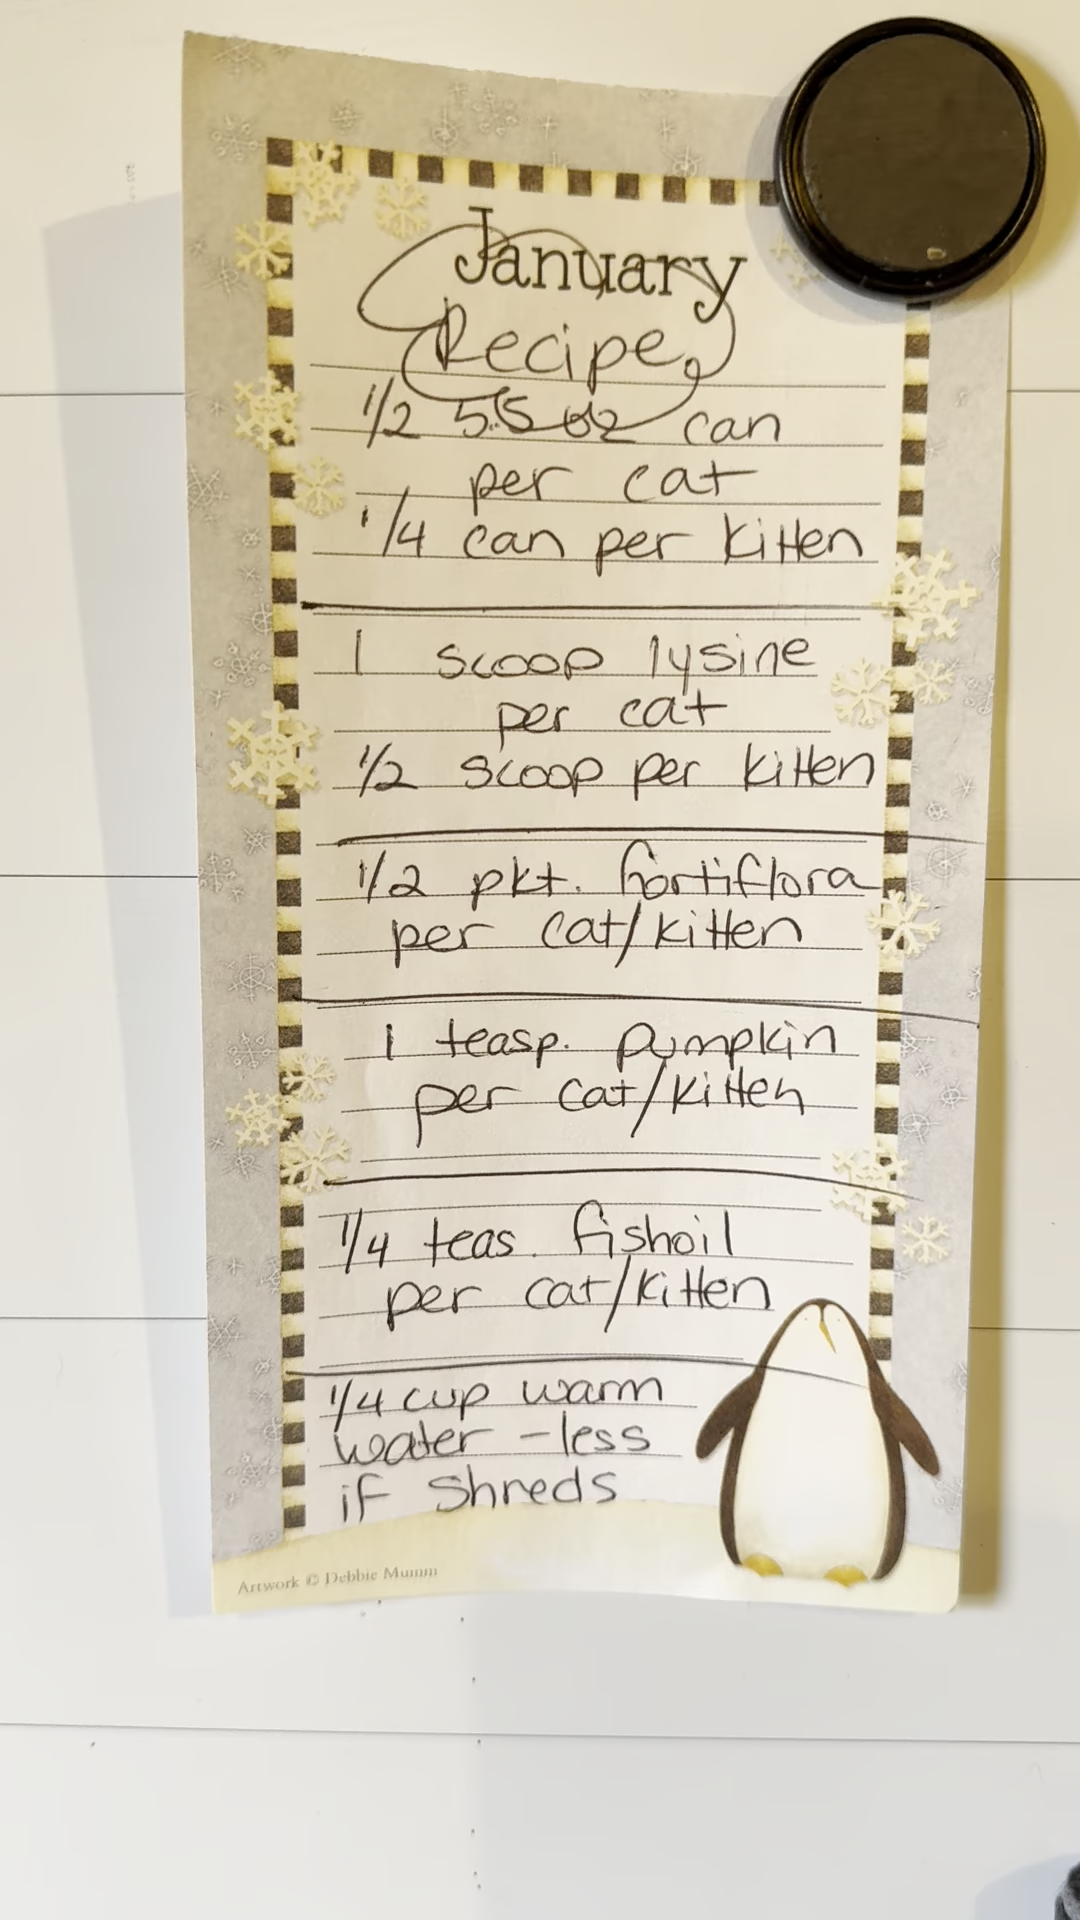 January
Recipe
1/2 5.5 oz can
per cat
1/4 can per kitten
1 scoop lysine
per cat
1/2 scoop per kitten
1/2 pkt. fortiflora
per cat/kitten
1 teasp. pumpkin
per cat/kitten
1/4 teas. fishoil
per cat/kitten
1/4 cup warm
water - less
if shreds
Artwork © Debbie Mumm